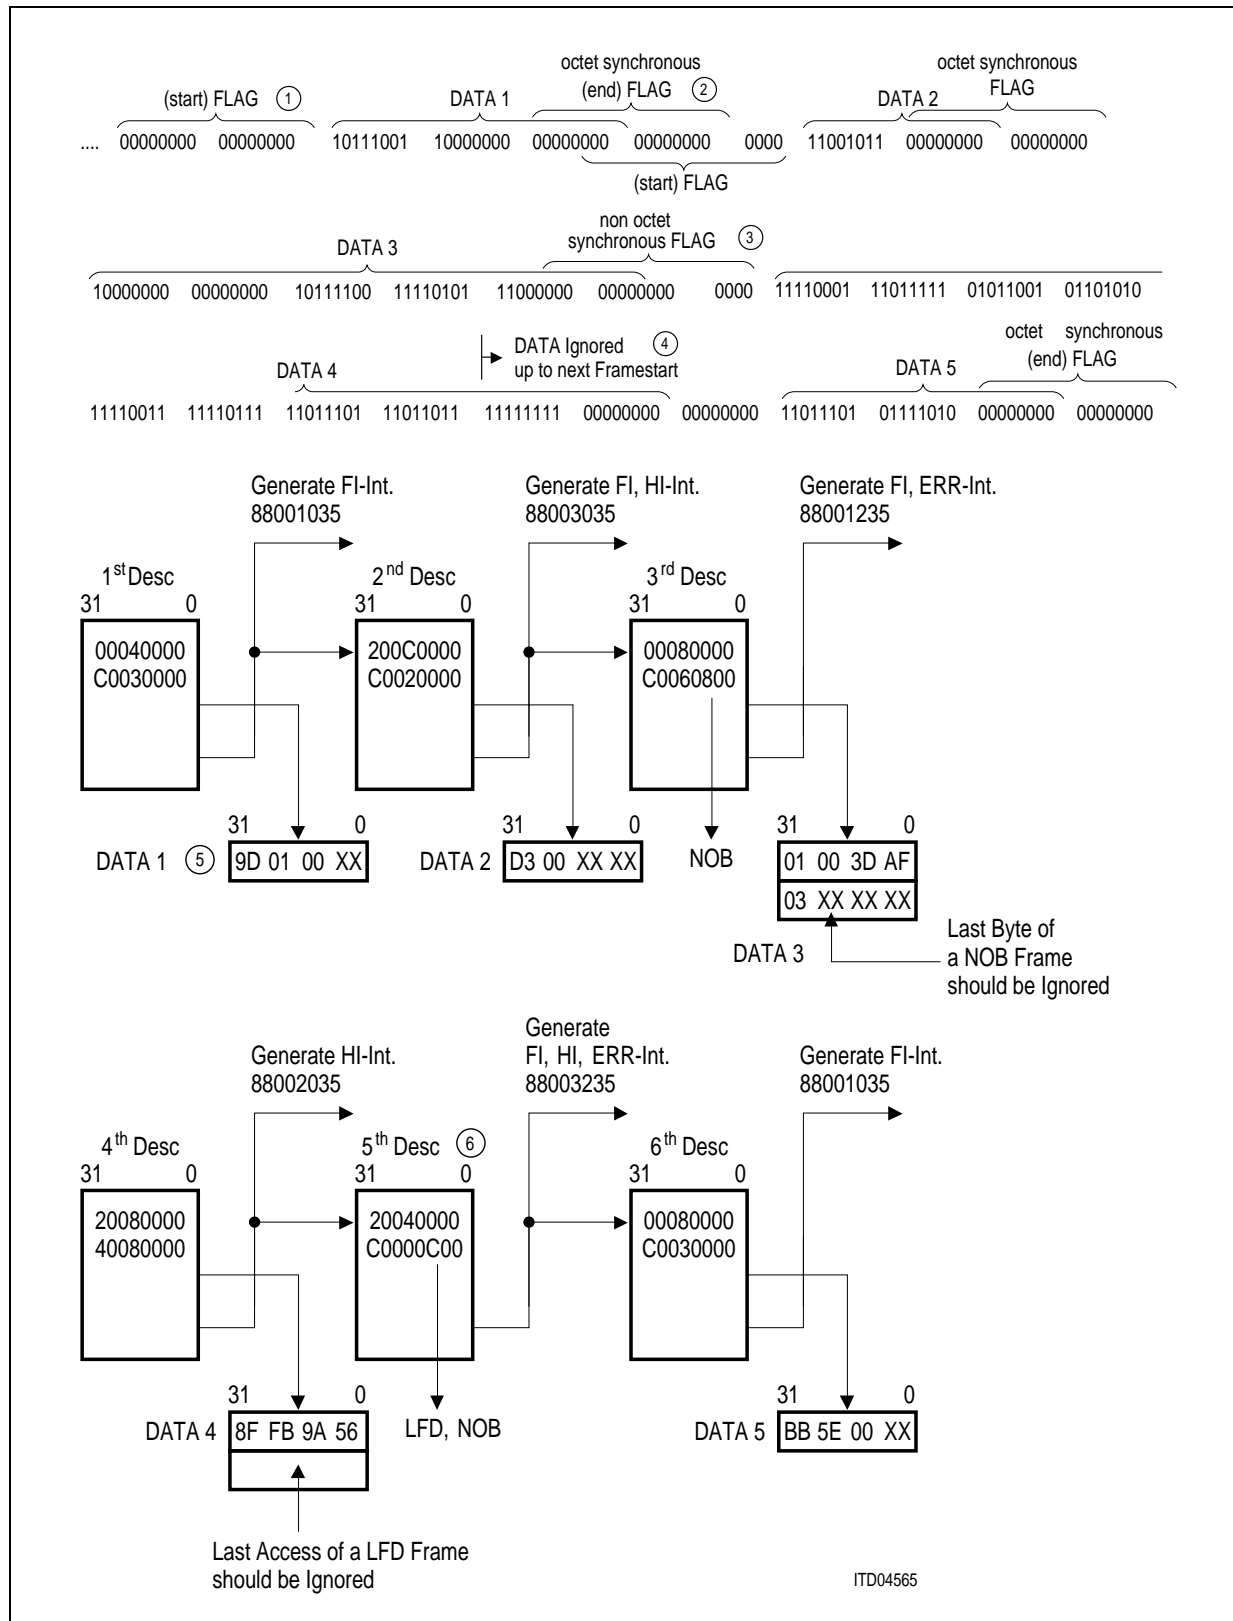 octet synchronous
(end) FLAG 2
octet synchronous
FLAG
(start) FLAG 1
DATA 1
DATA 2
.... 00000000 00000000 10111001 10000000 00000000 00000000 0000 11001011 00000000 00000000
(start) FLAG
non octet
synchronous FLAG 3
DATA 3
10000000 00000000 10111100 11110101 11000000 00000000 0000 11110001 11011111 01011001 01101010
DATA Ignored 4
up to next Framestart
octet synchronous
(end) FLAG
DATA 4
DATA 5
11110011 11110111 11011101 11011011 11111111 00000000 00000000 11011101 01111010 00000000 00000000
Generate FI-Int.
88001035
Generate FI, HI-Int.
88003035
Generate FI, ERR-Int.
88001235
1st Desc
31 0
00040000
C0030000
2nd Desc
31 0
200C0000
C0020000
3rd Desc
31 0
00080000
C0060800
31 0
DATA 1 5 9D 01 00 XX
31 0
DATA 2 D3 00 XX XX
NOB
31 0
01 00 3D AF
03 XX XX XX
DATA 3
Last Byte of
a NOB Frame
should be Ignored
Generate HI-Int.
88002035
Generate
FI, HI, ERR-Int.
88003235
Generate FI-Int.
88001035
4th Desc
31 0
20080000
40080000
5th Desc 6
31 0
20040000
C0000C00
6th Desc
31 0
00080000
C0030000
31 0
DATA 4 8F FB 9A 56
LFD, NOB
31 0
DATA 5 BB 5E 00 XX
Last Access of a LFD Frame
should be Ignored
ITD04565